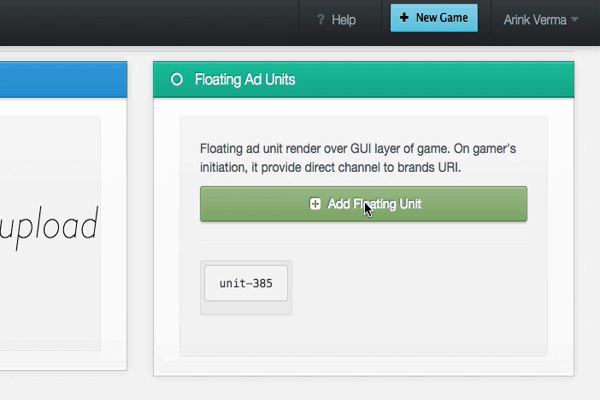 ? Help
+ New Game
Arink Verma
Floating Ad Units
Floating ad unit render over GUI layer of game. On gamer's
initiation, it provide direct channel to brands URI.
upload
Add Floating Unit
unit-385